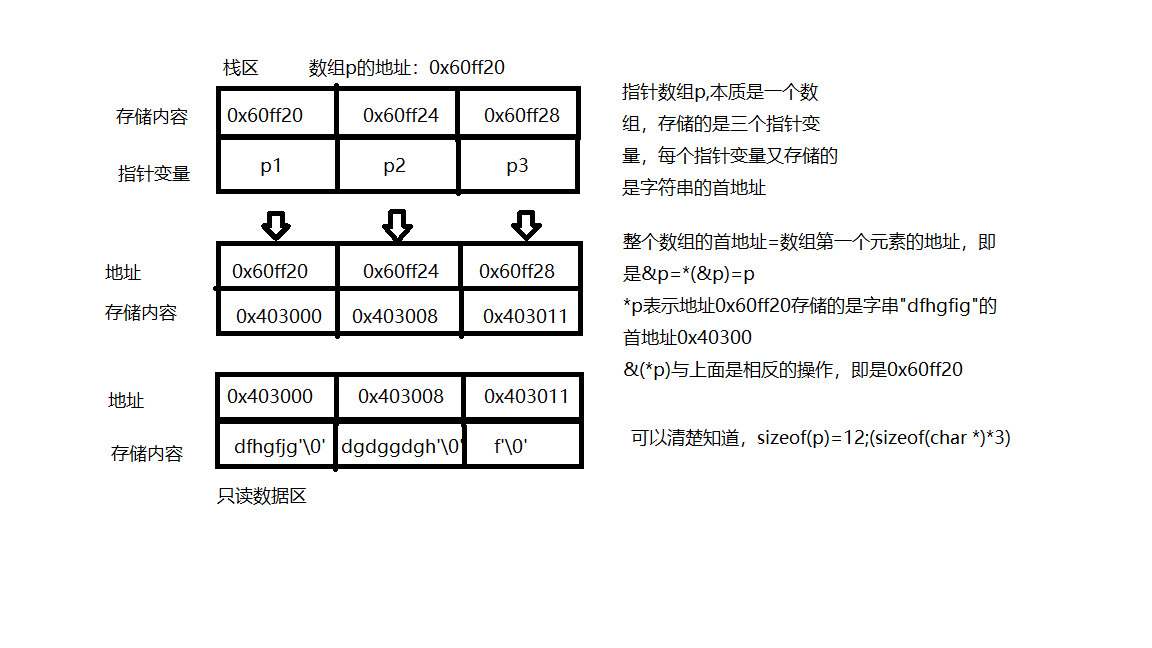 栈区 数组p的地址：0x60ff20
存储内容 0x60ff20 0x60ff24 0x60ff28
指针变量 p1 p2 p3
地址 0x60ff20 0x60ff24 0x60ff28
存储内容 0x403000 0x403008 0x403011
地址 0x403000 0x403008 0x403011
存储内容 dfhgfjg'\0' dgdggdgh'\0' f'\0'
只读数据区
指针数组p,本质是一个数
组，存储的是三个指针变
量，每个指针变量又存储的
是字符串的首地址
整个数组的首地址=数组第一个元素的地址，即
是&p=*(&p)=p
*p表示地址0x60ff20存储的是字串"dfhgfig"的
首地址0x40300
&(*p)与上面是相反的操作，即是0x60ff20
可以清楚知道，sizeof(p)=12;(sizeof(char *)*3)